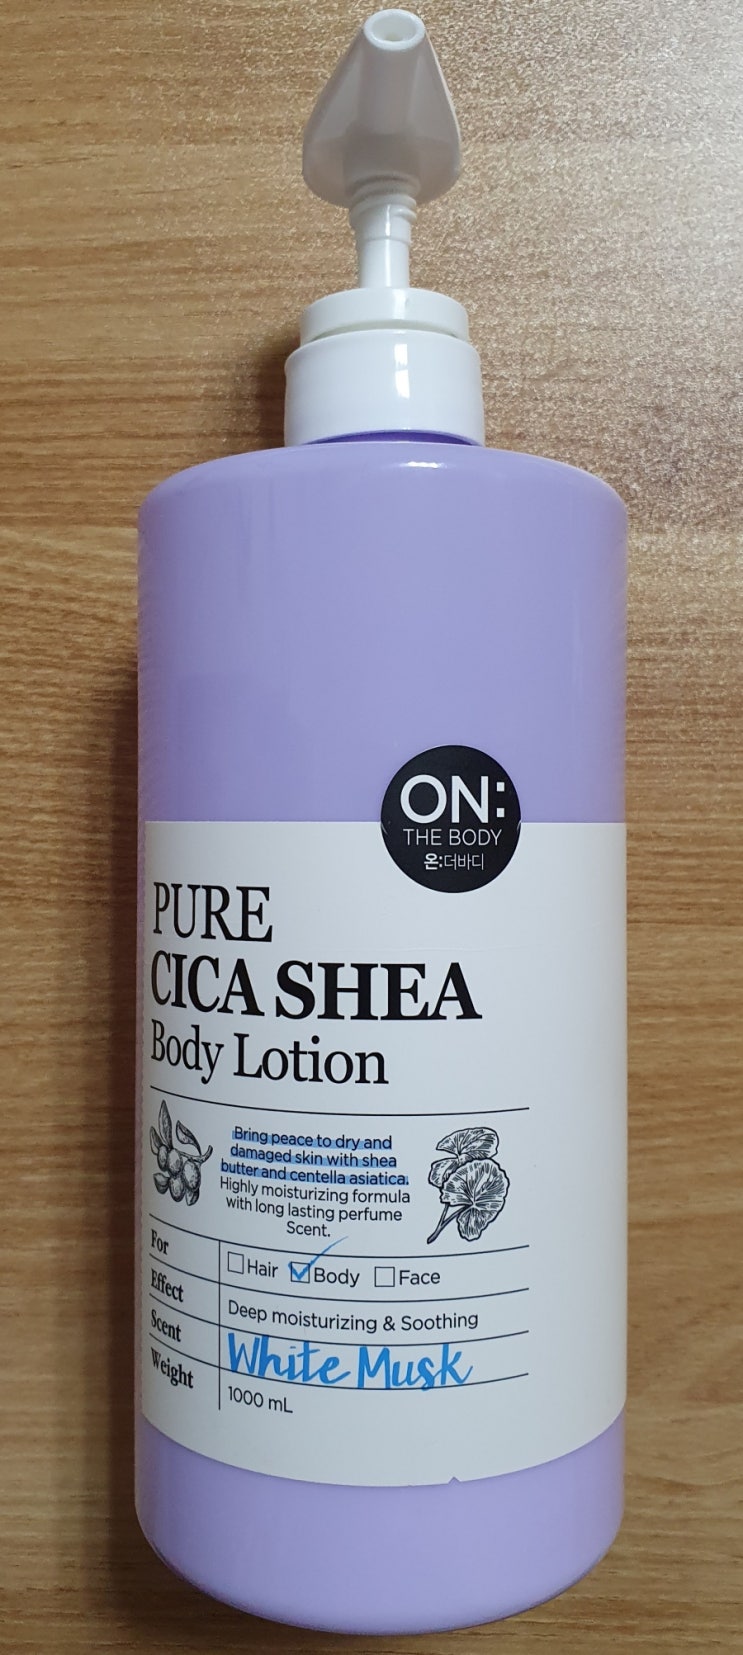 ON:
THE BODY
온:더바디
PURE
CICA SHEA
Body Lotion
Bring peace to dry and
damaged skin with shea
butter and centella asiatica.
Highly moisturizing formula
with long lasting perfume
Scent.
For
Hair Body Face
Effect
Deep moisturizing & Soothing
Scent
White Musk
Weight
1000 mL